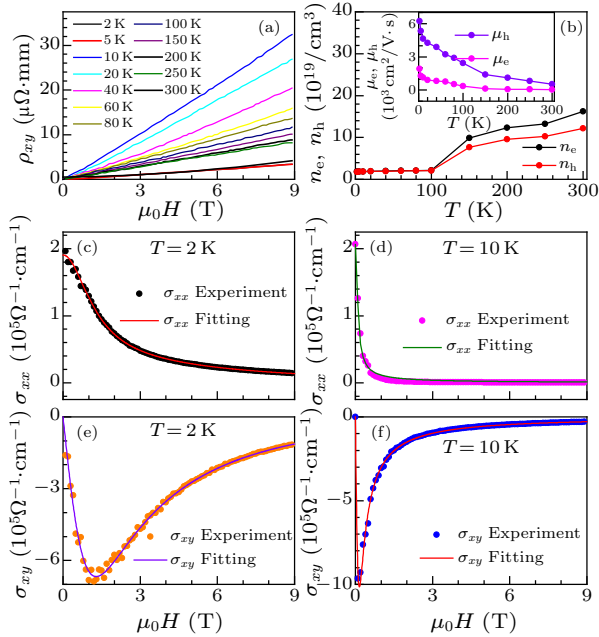 (a)
2 K 100 K
5 K 150 K
10 K 200 K
20 K 250 K
40 K 300 K
60 K
80 K
ρxy (μΩ·mm)
30
20
10
0
0 3 6 9
μ0H (T)
(b)
ne, nh (10^19/cm^3)
40
30
20
10
0
0 100 200 300
T (K)
ne
nh
μe, μh
(10^3 cm^2/V·s)
6
3
0
0 100 200 300
T (K)
μh
μe
(c) T = 2 K
σxx Experiment
σxx Fitting
σxx (10^5Ω^-1·cm^-1)
2
1
0
(d) T = 10 K
σxx Experiment
σxx Fitting
σxx (10^5Ω^-1·cm^-1)
2
1
0
(e) T = 2 K
σxy Experiment
σxy Fitting
σxy (10^5Ω^-1·cm^-1)
0
-3
-6
0 3 6 9
μ0H (T)
(f) T = 10 K
σxy Experiment
σxy Fitting
σxy (10^5Ω^-1·cm^-1)
0
-5
-10
0 3 6 9
μ0H (T)